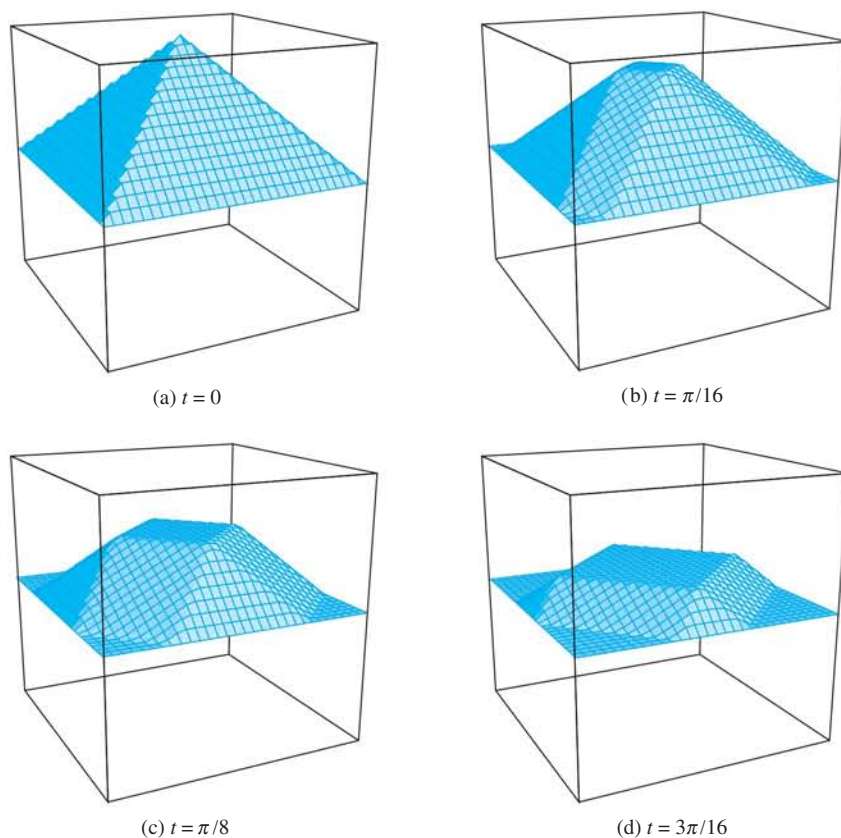 (a) t = 0
(b) t = π/16
(c) t = π/8
(d) t = 3π/16